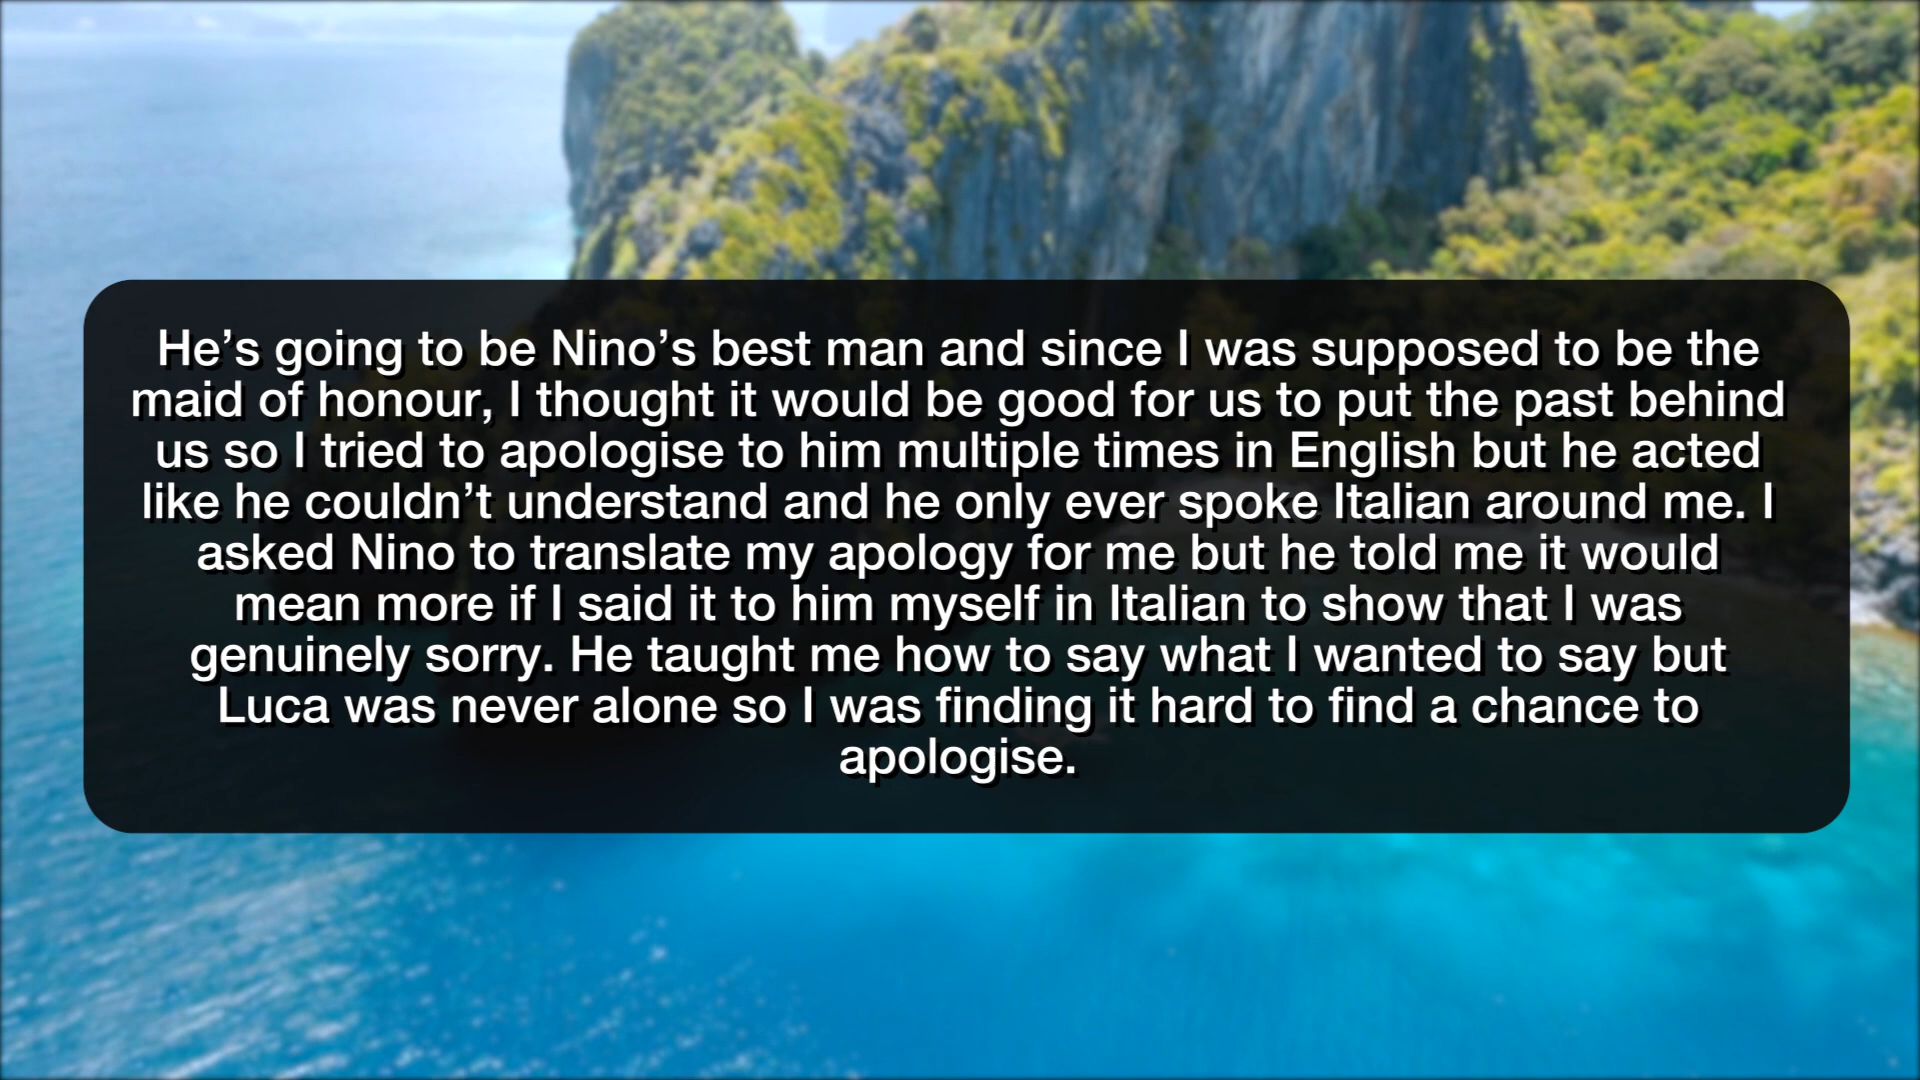 He’s going to be Nino’s best man and since I was supposed to be the
maid of honour, I thought it would be good for us to put the past behind
us so I tried to apologise to him multiple times in English but he acted
like he couldn’t understand and he only ever spoke Italian around me. I
asked Nino to translate my apology for me but he told me it would
mean more if I said it to him myself in Italian to show that I was
genuinely sorry. He taught me how to say what I wanted to say but
Luca was never alone so I was finding it hard to find a chance to
apologise.